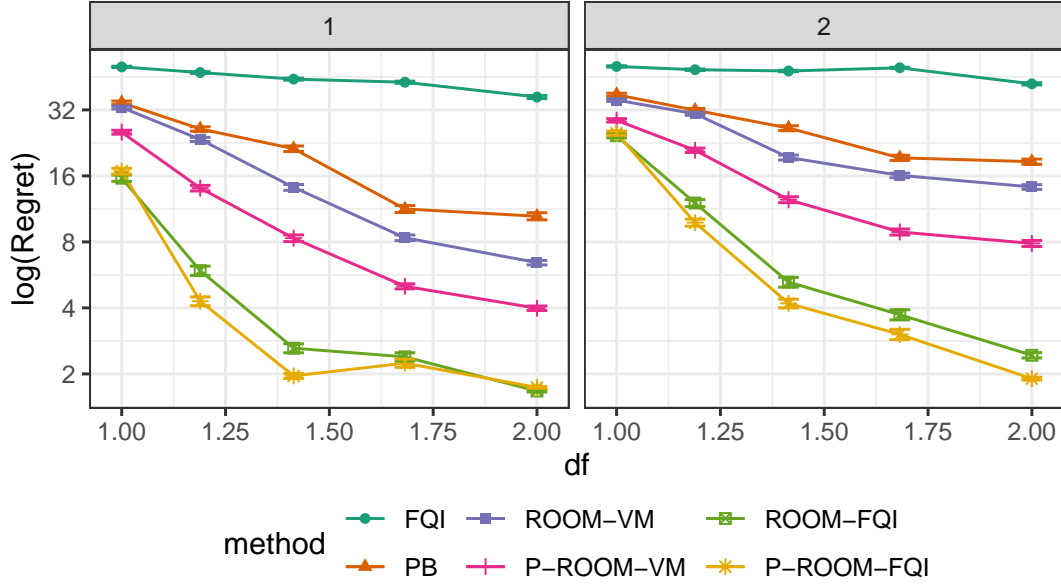 1
2
log(Regret)
32
16
8
4
2
1.00 1.25 1.50 1.75 2.00
1.00 1.25 1.50 1.75 2.00
df
method
FQI
ROOM−VM
ROOM−FQI
PB
P−ROOM−VM
P−ROOM−FQI